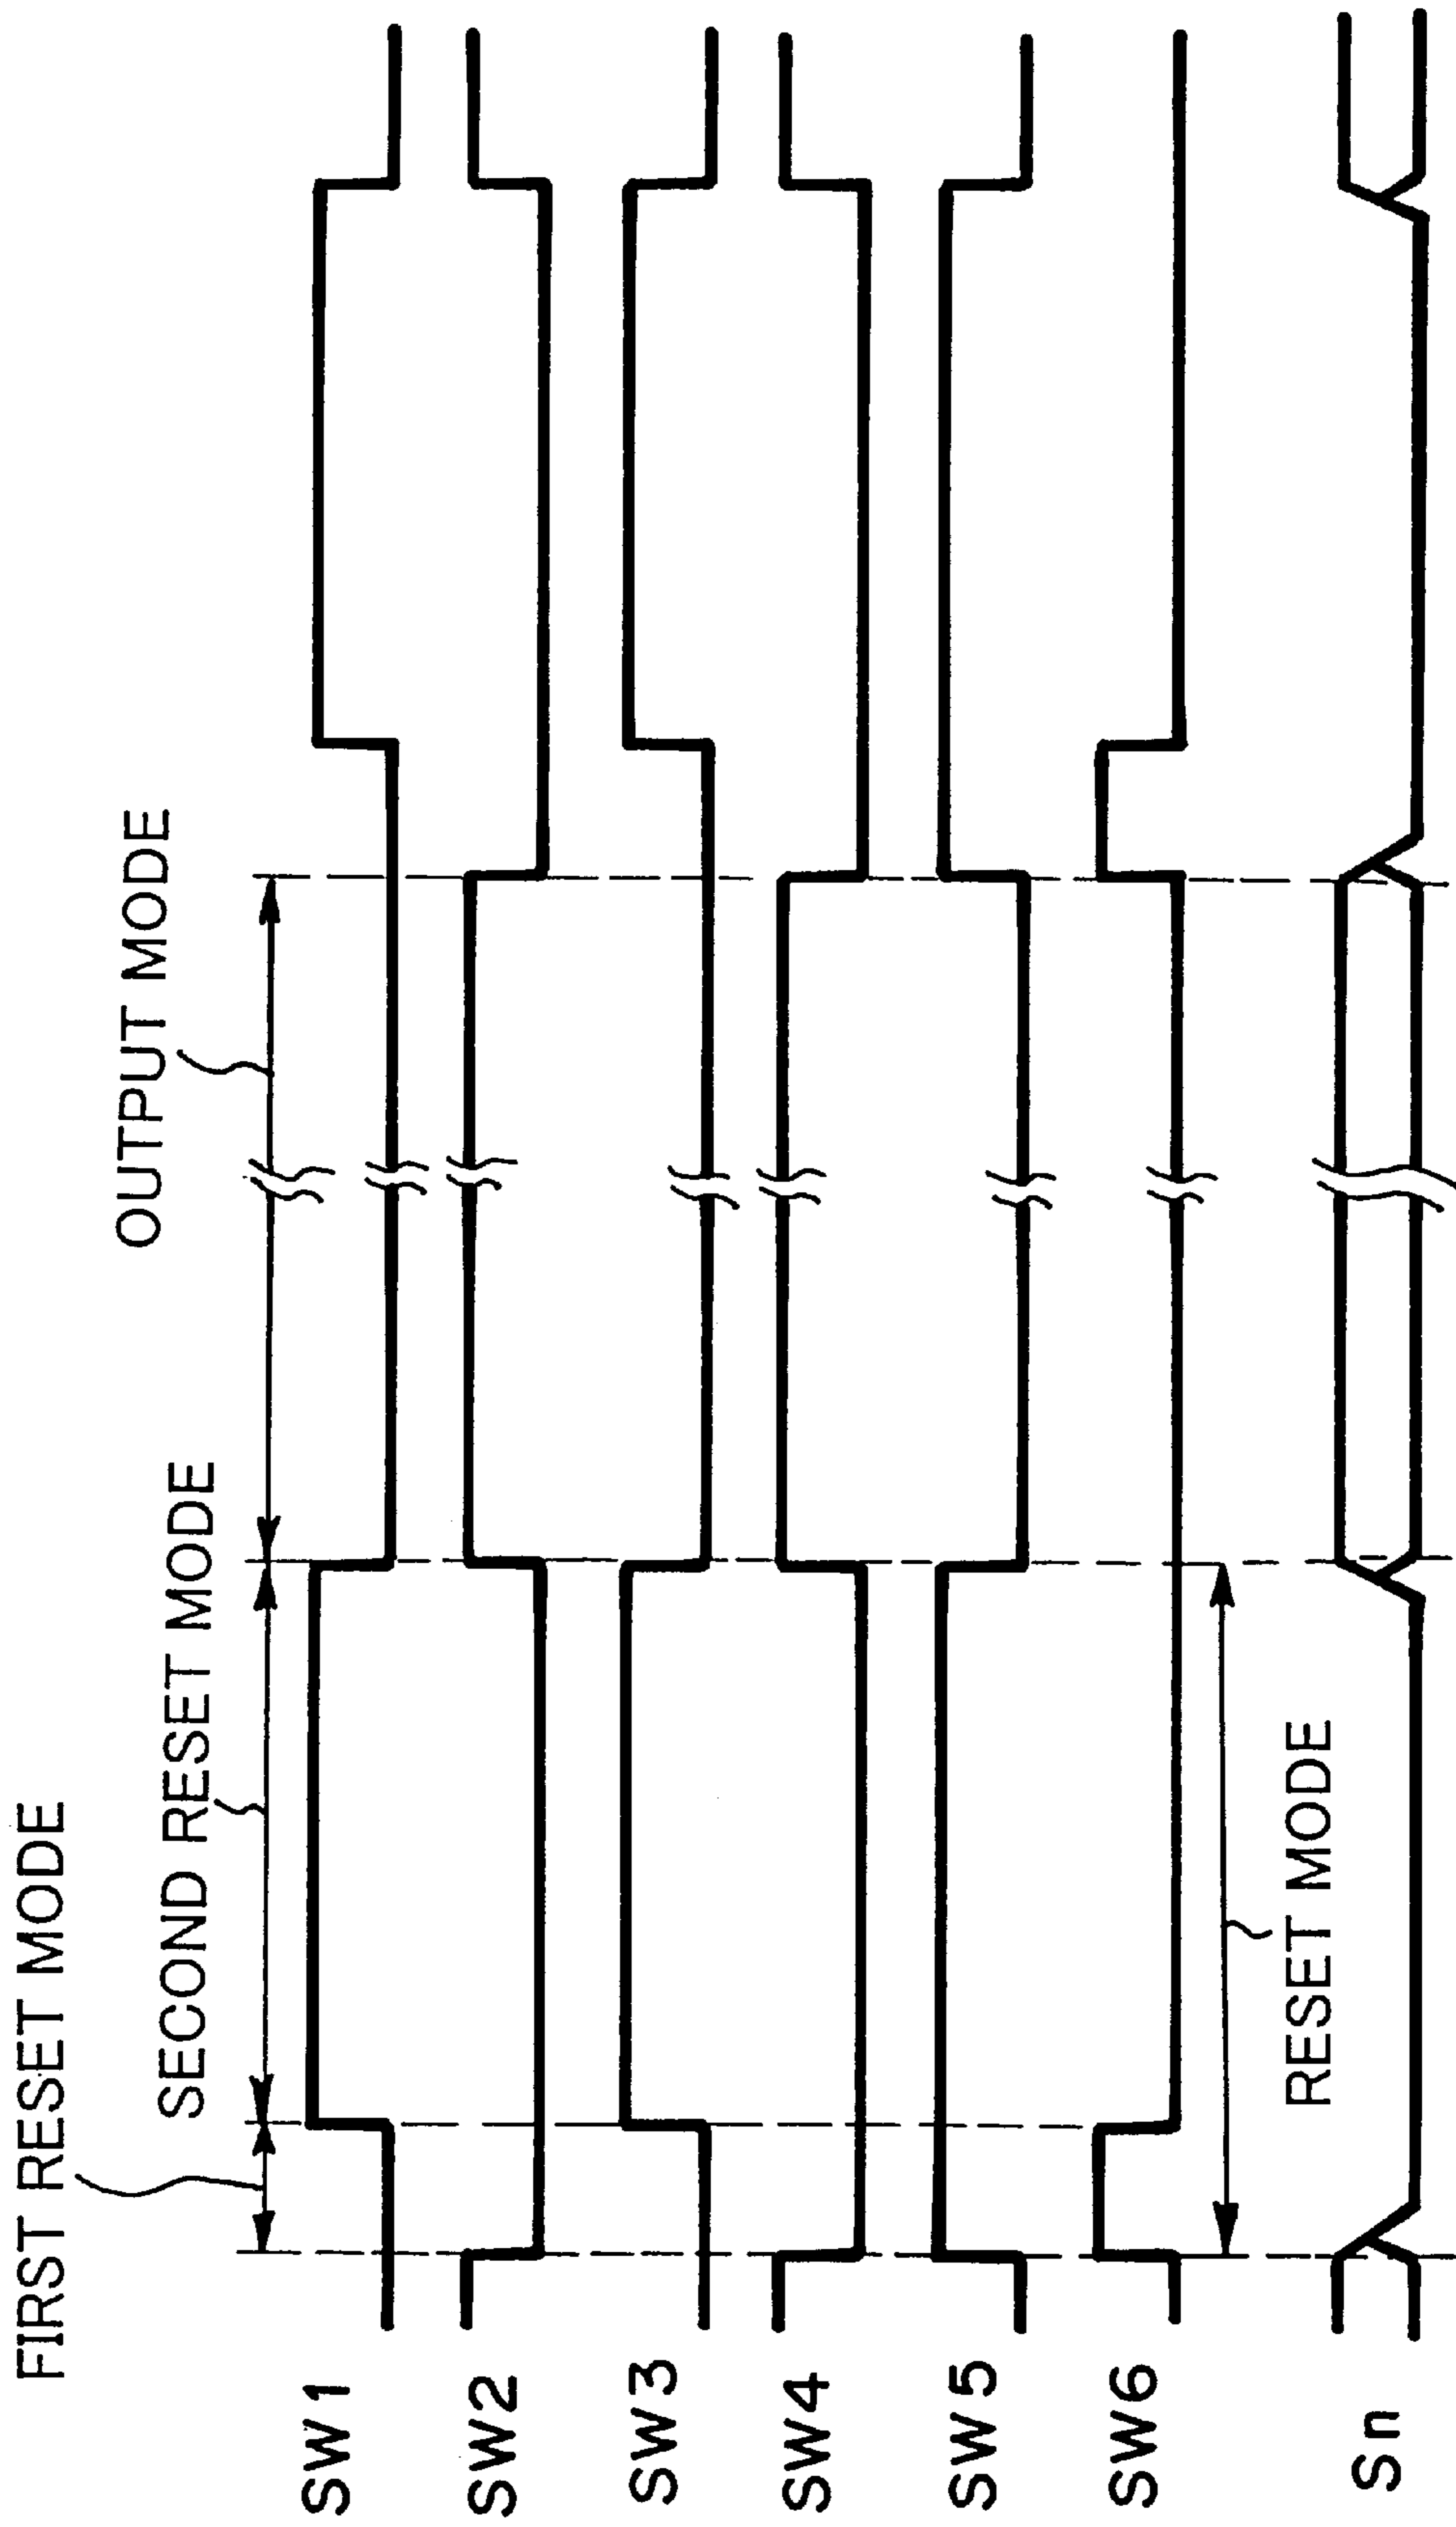 FIRST RESET MODE
SECOND RESET MODE
OUTPUT MODE
SW1
SW2
SW3
SW4
SW5
SW6
RESET MODE
Sn